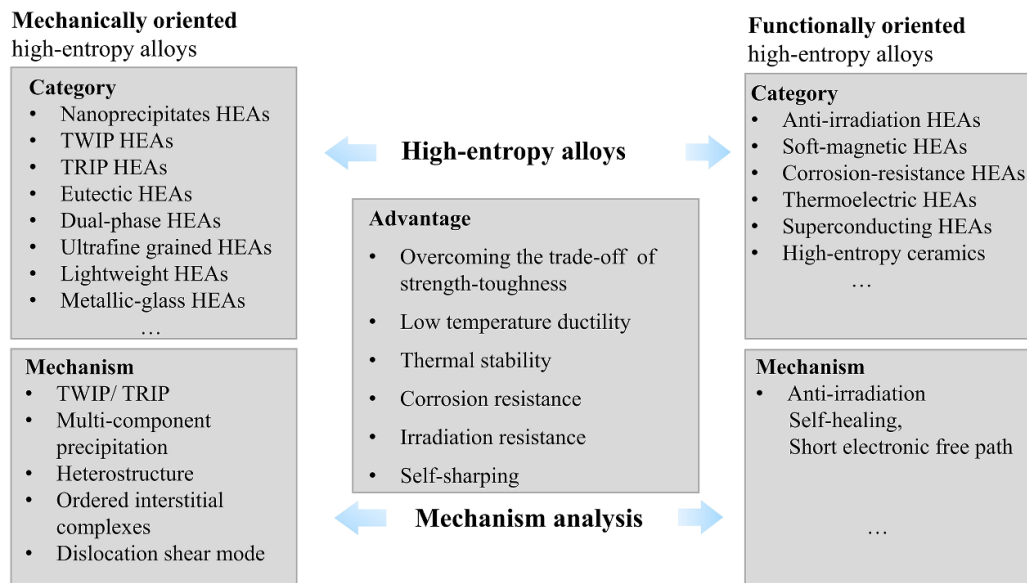 Mechanically oriented
high-entropy alloys
Category
• Nanoprecipitates HEAs
• TWIP HEAs
• TRIP HEAs
• Eutectic HEAs
• Dual-phase HEAs
• Ultrafine grained HEAs
• Lightweight HEAs
• Metallic-glass HEAs
…
Mechanism
• TWIP/ TRIP
• Multi-component
precipitation
• Heterostructure
• Ordered interstitial
complexes
• Dislocation shear mode
High-entropy alloys
Advantage
• Overcoming the trade-off of
strength-toughness
• Low temperature ductility
• Thermal stability
• Corrosion resistance
• Irradiation resistance
• Self-sharping
Mechanism analysis
Functionally oriented
high-entropy alloys
Category
• Anti-irradiation HEAs
• Soft-magnetic HEAs
• Corrosion-resistance HEAs
• Thermoelectric HEAs
• Superconducting HEAs
• High-entropy ceramics
…
Mechanism
• Anti-irradiation
Self-healing,
Short electronic free path
…